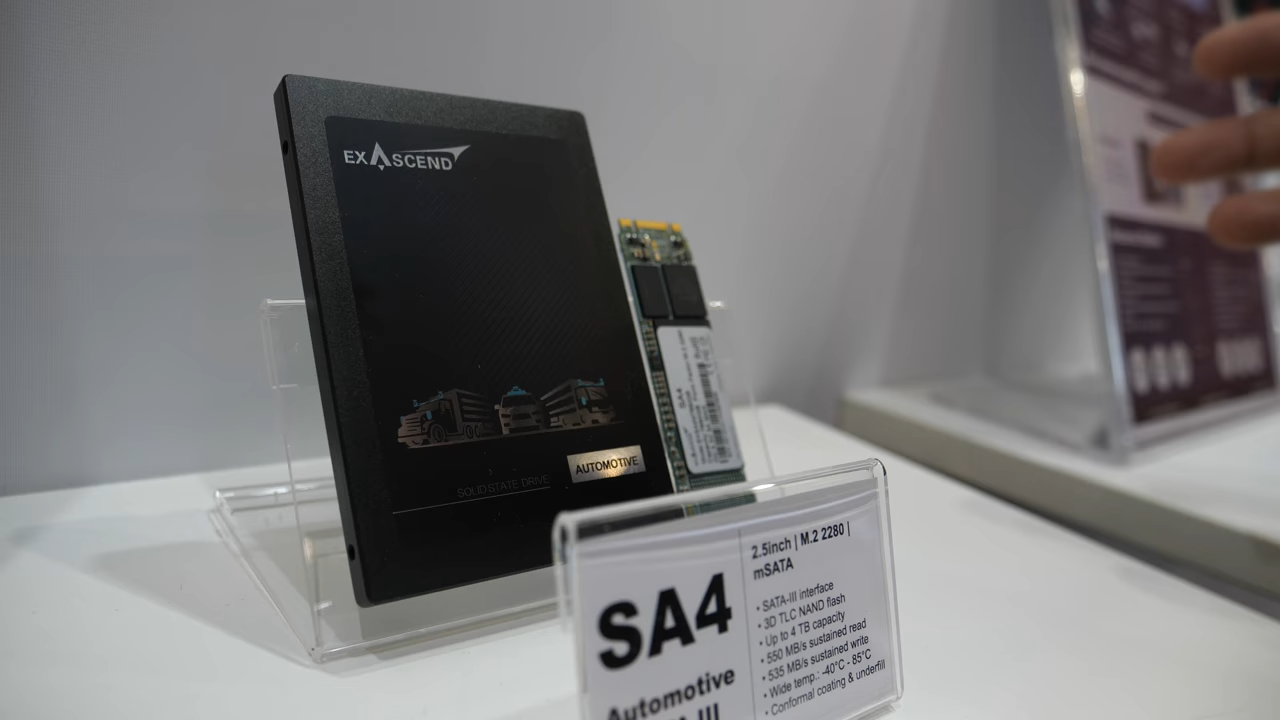 EXASCEND
SOLID STATE DRIVE
AUTOMOTIVE
SA4
SA4
Automotive
2.5inch | M.2 2280 |
mSATA
• SATA-III interface
• 3D TLC NAND flash
• Up to 4 TB capacity
• 550 MB/s sustained read
• 535 MB/s sustained write
• Wide temp.: -40°C - 85°C
• Conformal coating & underfill